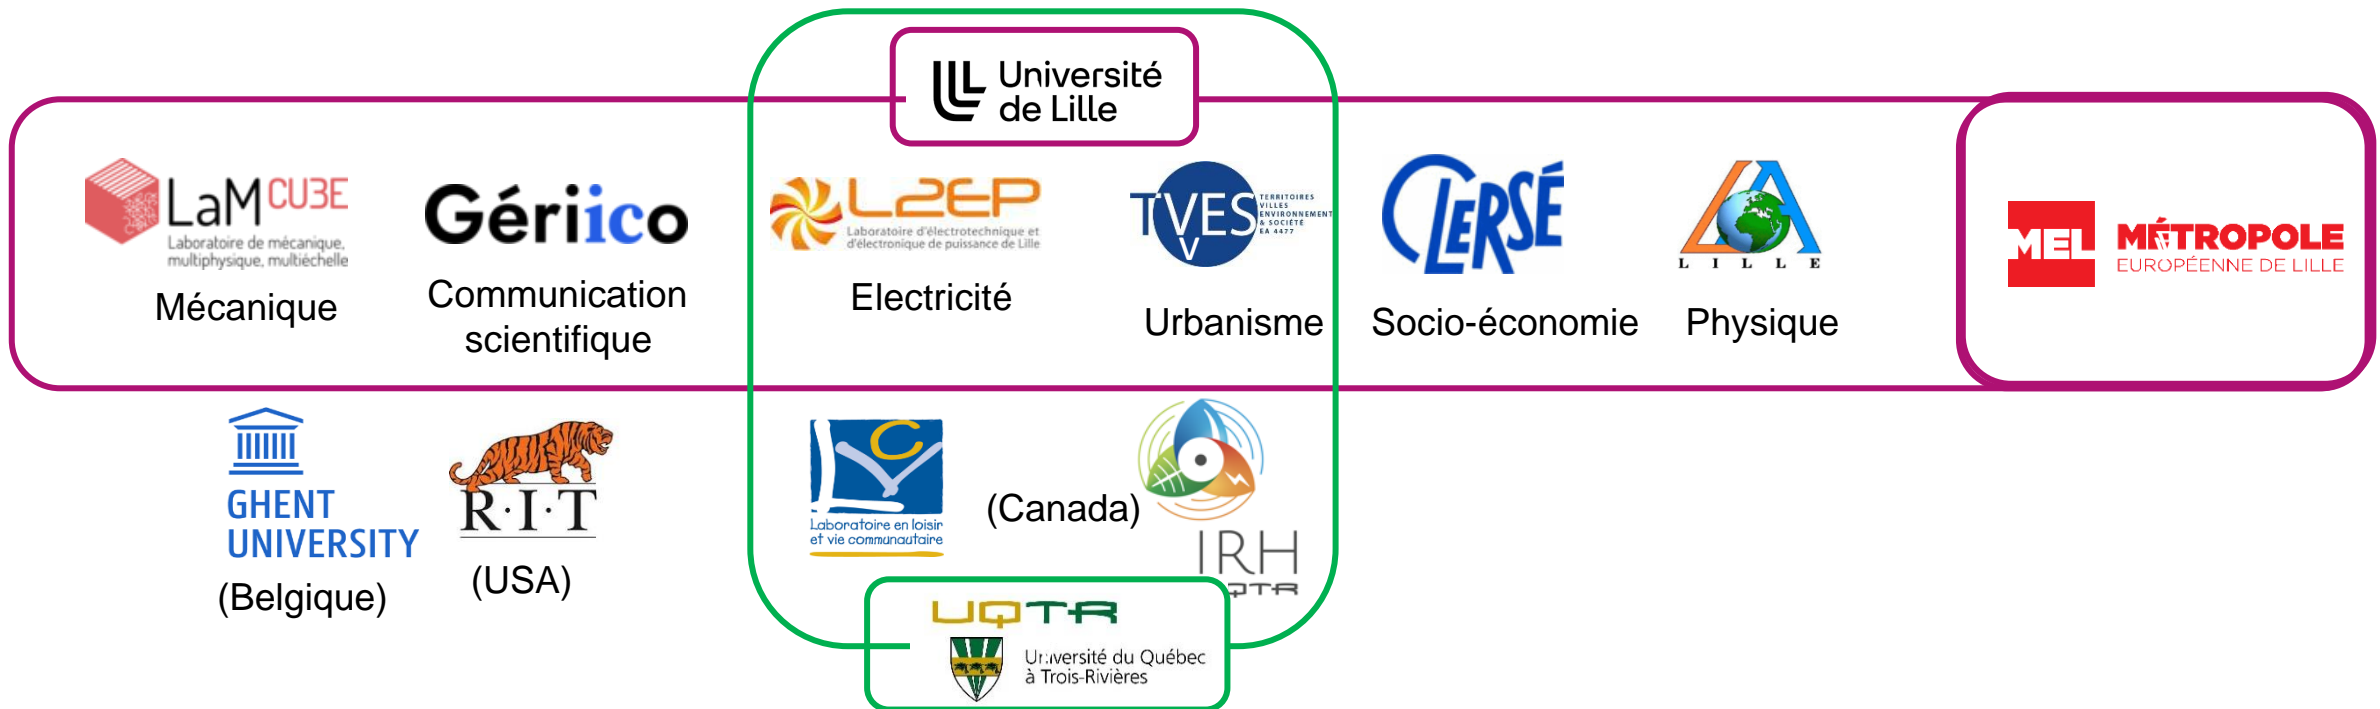 Université
de Lille
LaMCU3E
Laboratoire de mécanique,
multiphysique, multiéchelle
Mécanique
Gériico
Communication
scientifique
L2EP
Laboratoire d'électrotechnique et
d'électronique de puissance de Lille
Electricité
TVES
TERRITOIRES
VILLES
ENVIRONNEMENT
& SOCIÉTÉ
EA 4477
Urbanisme
CLERSÉ
Socio-économie
LILLE
Physique
MEL
MÉTROPOLE
EUROPÉENNE DE LILLE
GHENT
UNIVERSITY
(Belgique)
R·I·T
(USA)
LVC
Laboratoire en loisir
et vie communautaire
(Canada)
IRH
UQTR
Université du Québec
à Trois-Rivières